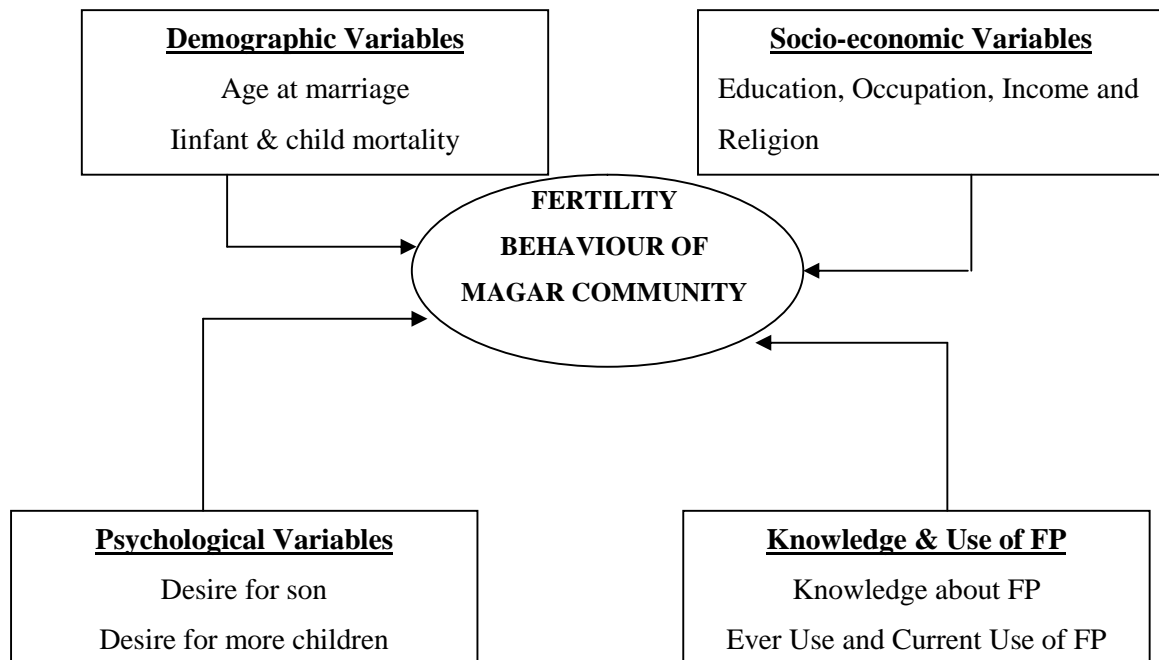 Demographic Variables
Age at marriage
Iinfant & child mortality
Socio-economic Variables
Education, Occupation, Income and
Religion
FERTILITY
BEHAVIOUR OF
MAGAR COMMUNITY
Psychological Variables
Desire for son
Desire for more children
Knowledge & Use of FP
Knowledge about FP
Ever Use and Current Use of FP